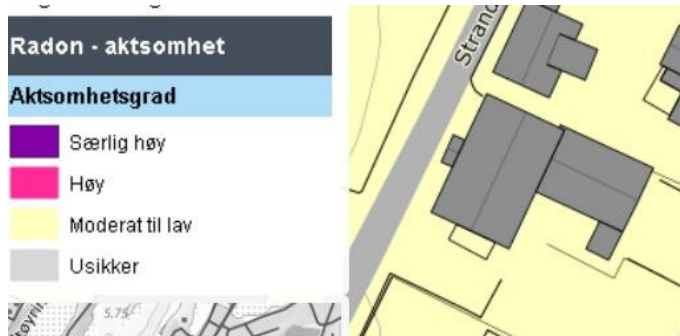 Radon - aktsomhet
Aktsomhetsgrad
Særlig høy
Høy
Moderat til lav
Usikker
5.75
Strand